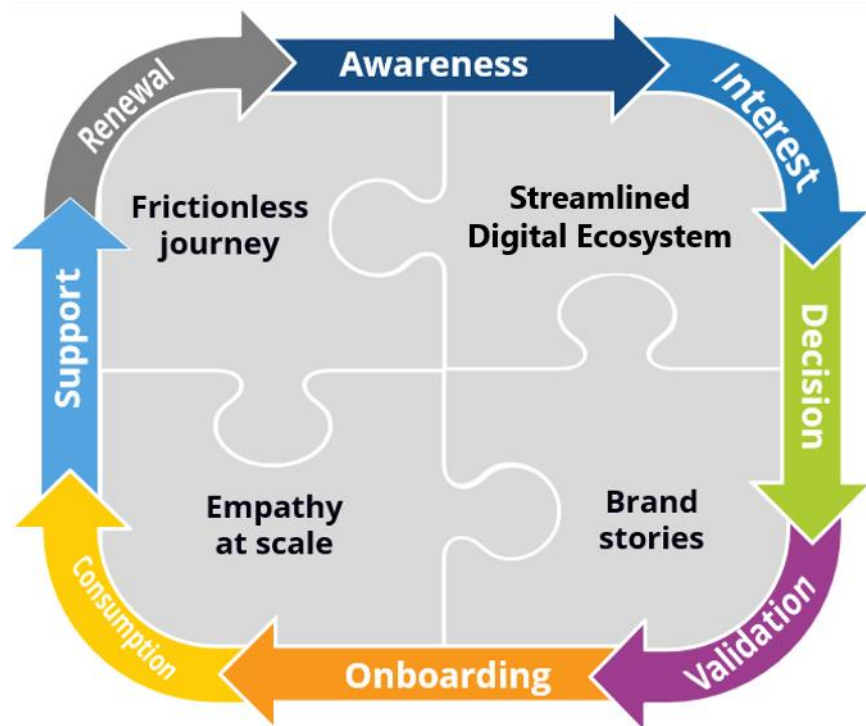 Awareness
Interest
Decision
Validation
Onboarding
Consumption
Support
Renewal
Frictionless
journey
Streamlined
Digital Ecosystem
Empathy
at scale
Brand
stories